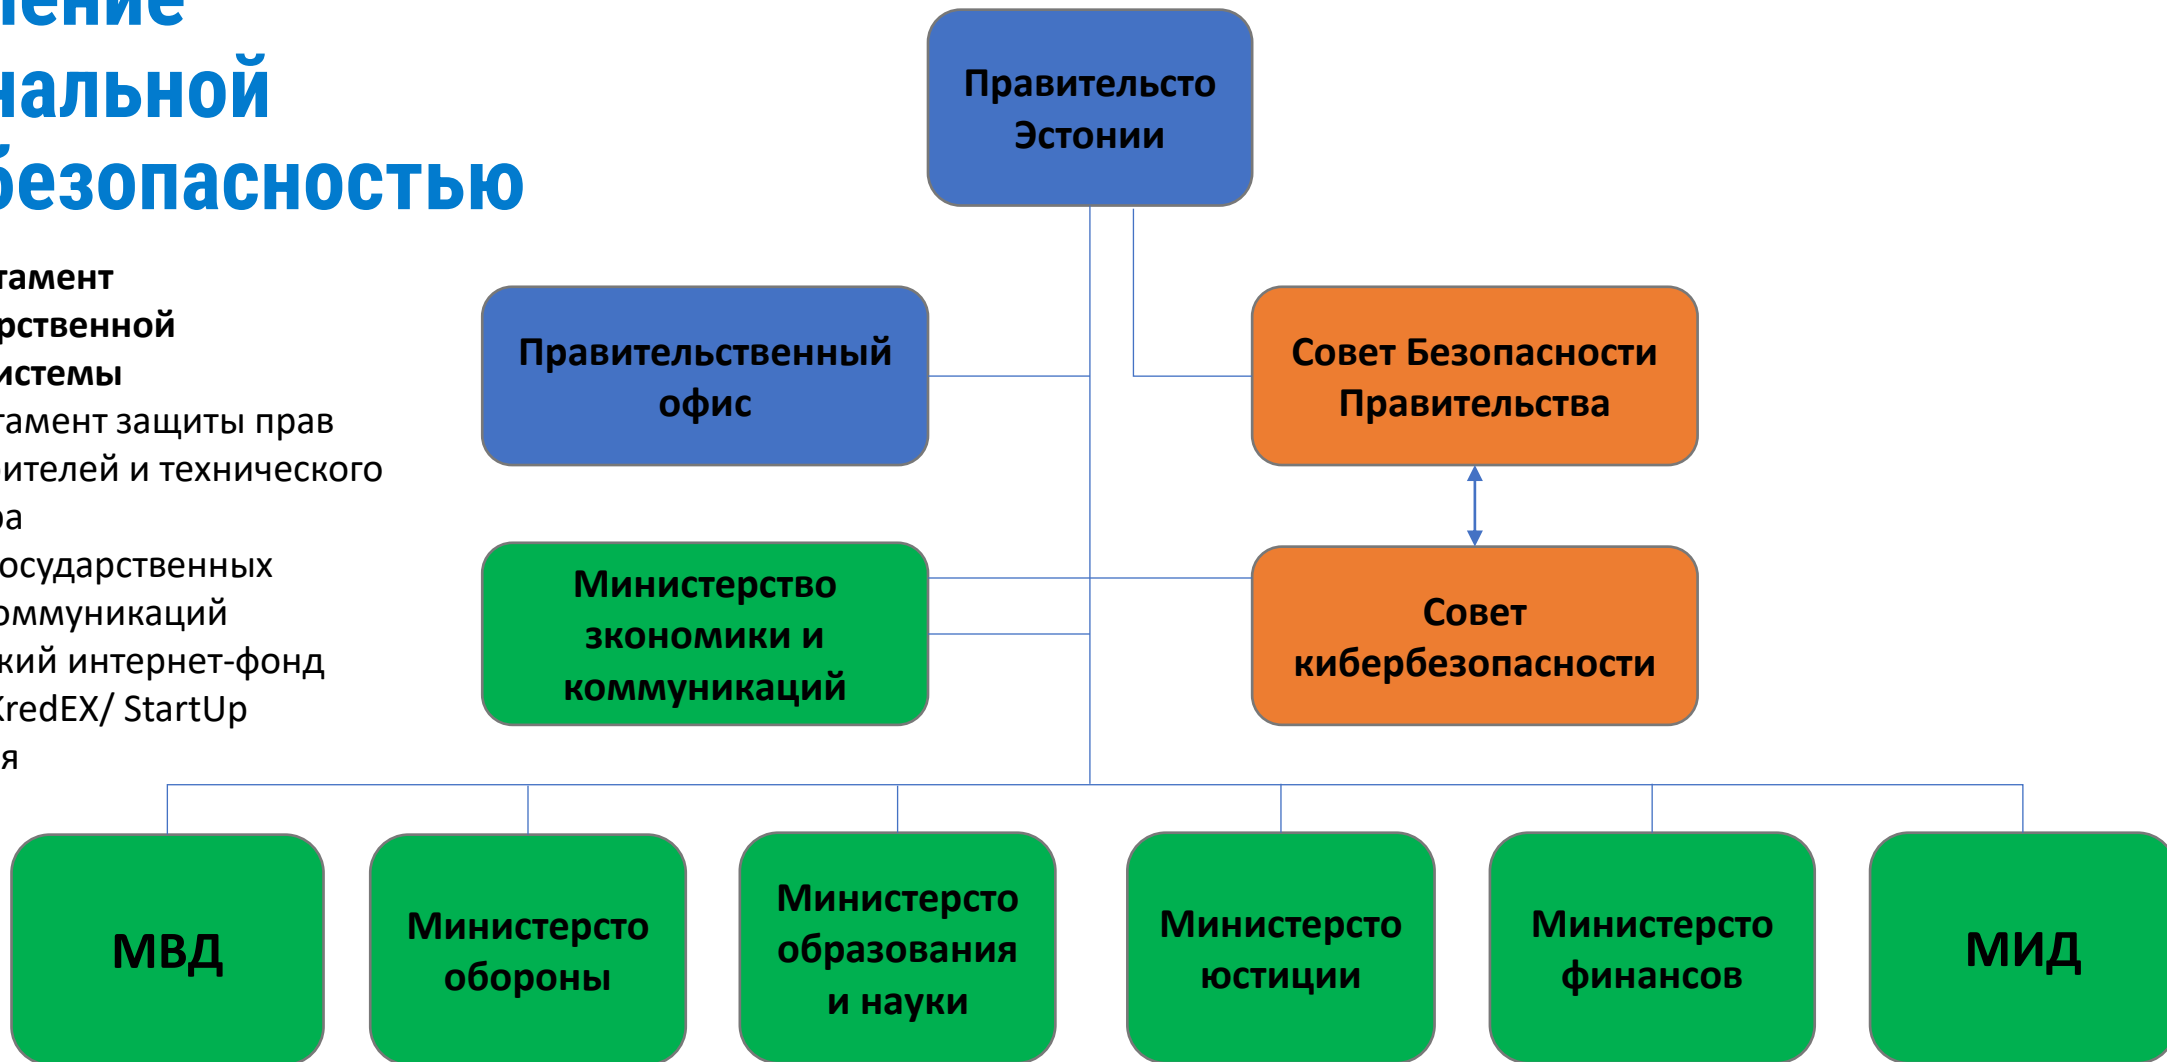 ление
нальной
безопасностью
тамент
рственной
истемы
тамент защиты прав
рителей и технического
ра
осударственных
оммуникаций
кий интернет-фонд
KredEX/ StartUp
я
Правительсто
Эстонии
Правительственный
офис
Совет Безопасности
Правительства
Министерство
зкономики и
коммуникаций
Совет
кибербезопасности
МВД
Министерсто
обороны
Министерсто
образования
и науки
Министерсто
юстиции
Министерсто
финансов
МИД